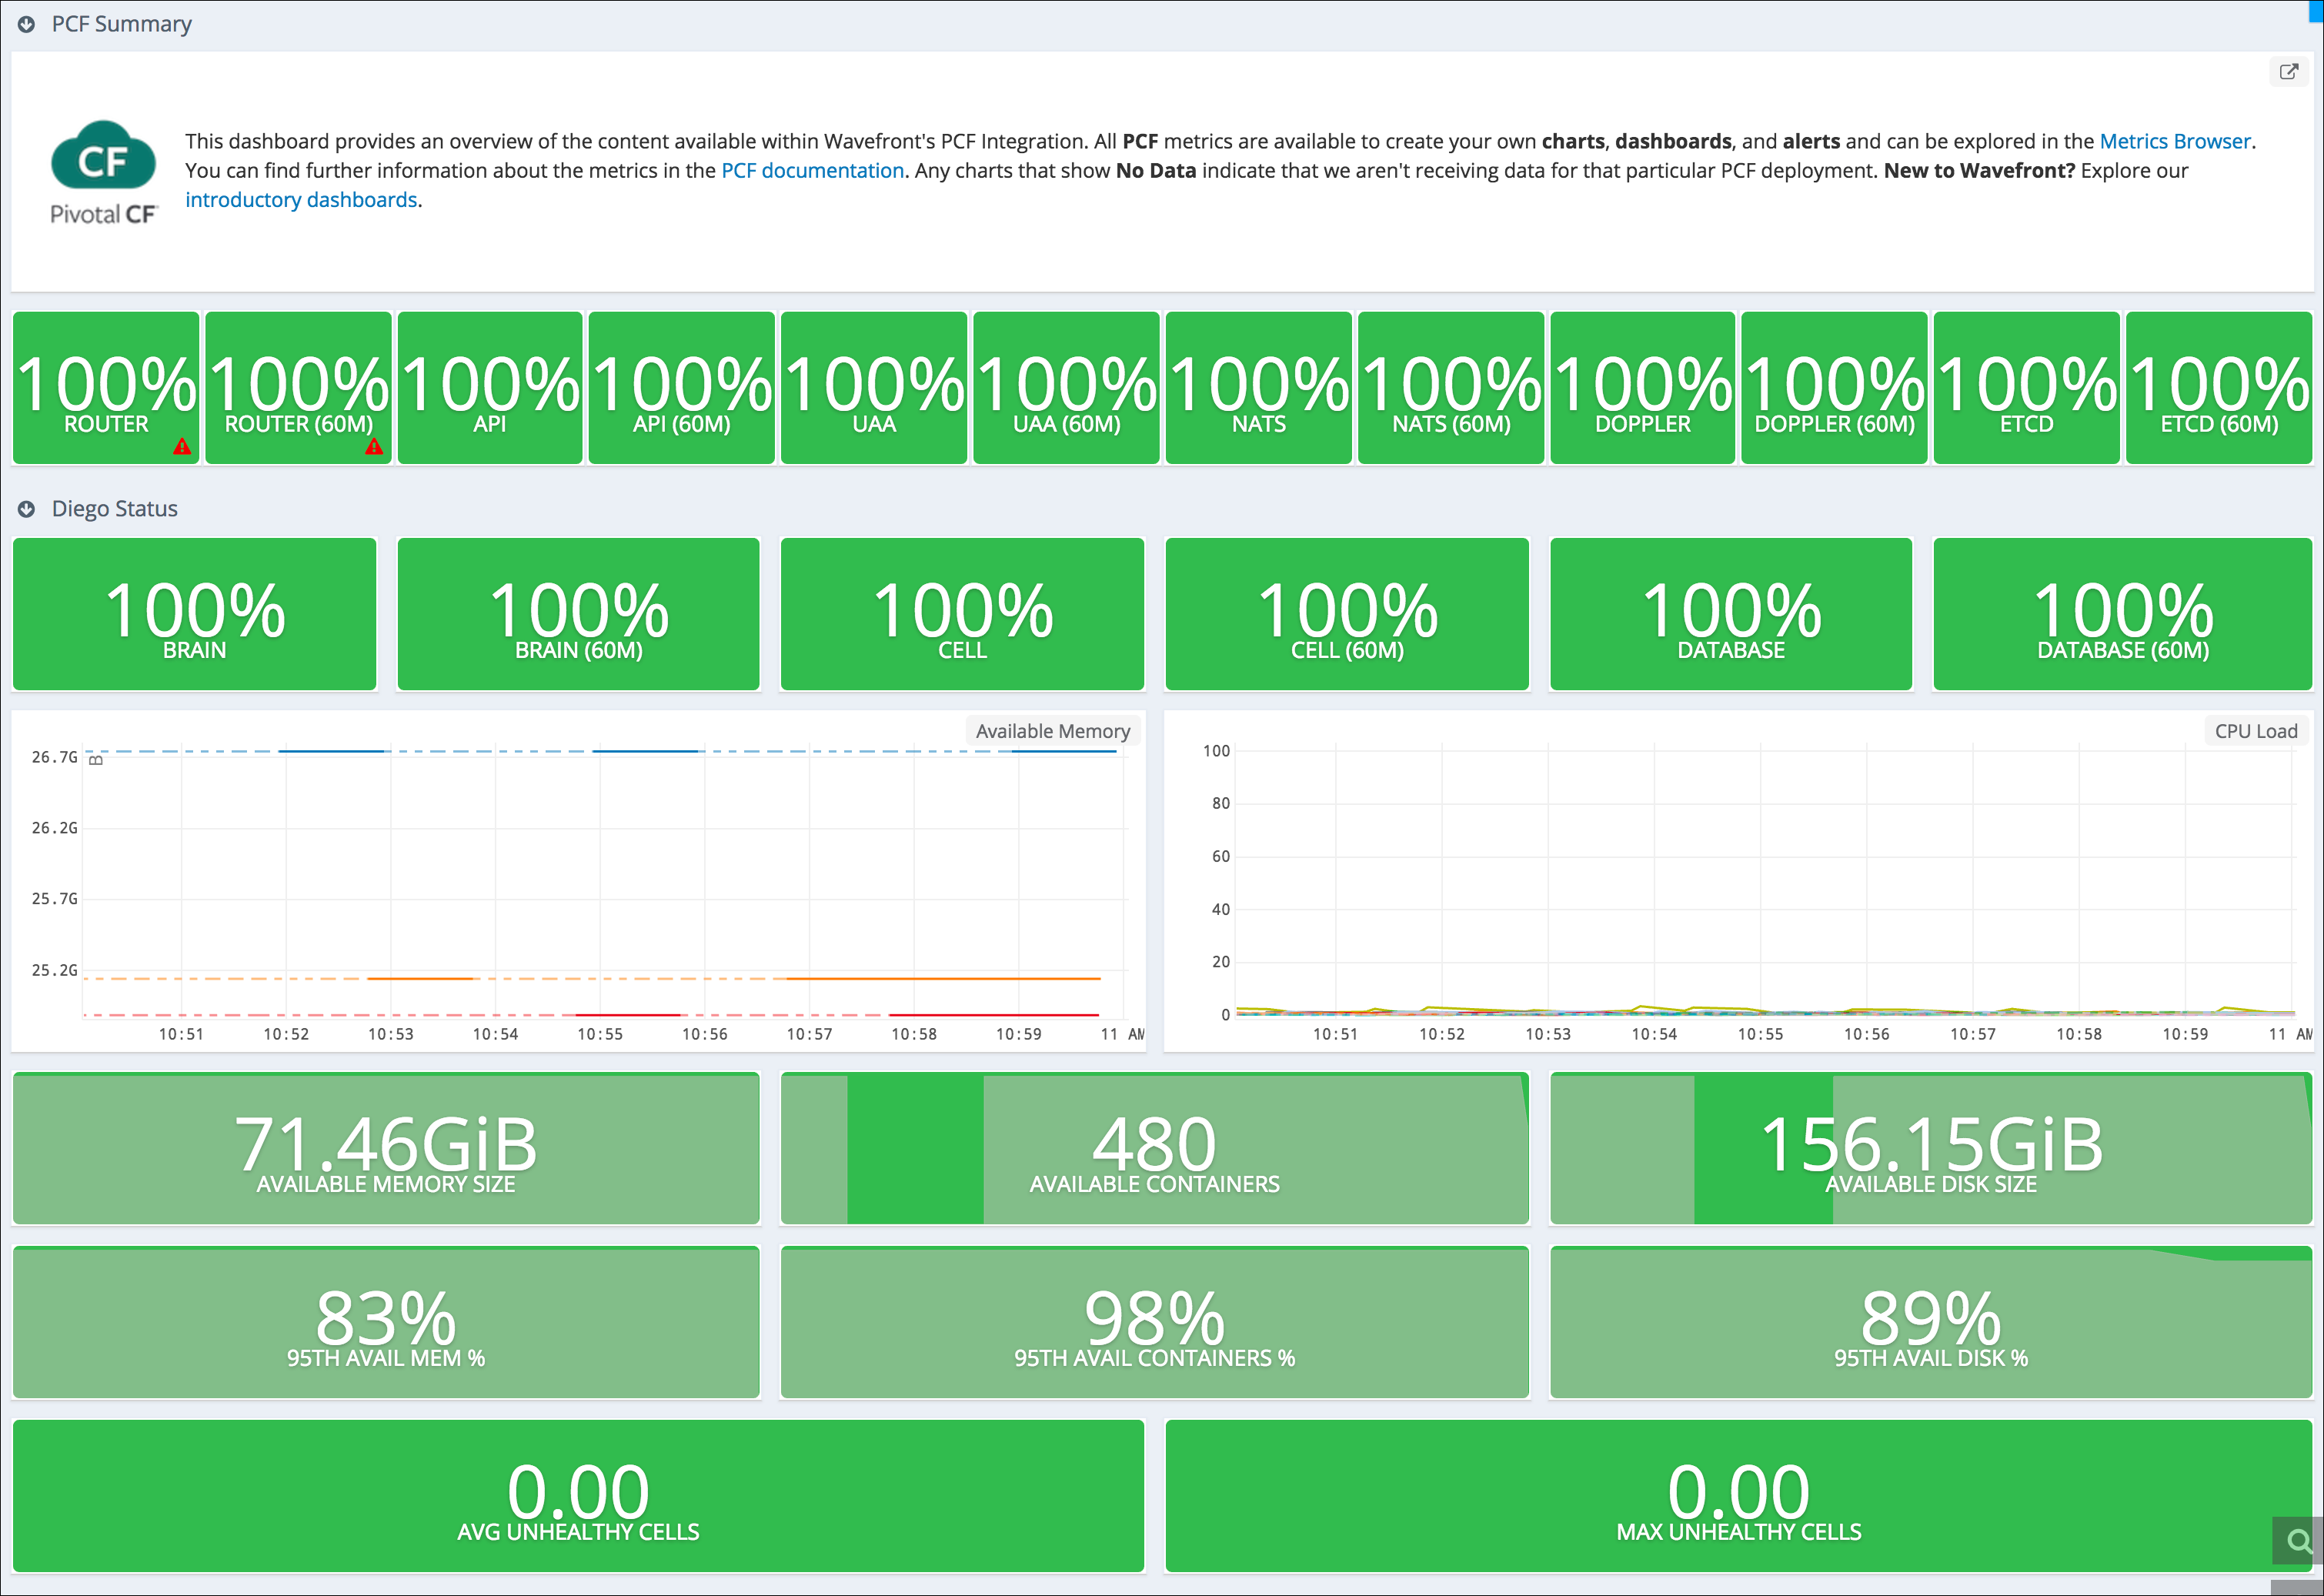 PCF Summary
CF
Pivotal CF
This dashboard provides an overview of the content available within Wavefront's PCF Integration. All PCF metrics are available to create your own charts, dashboards, and alerts and can be explored in the Metrics Browser.
You can find further information about the metrics in the PCF documentation. Any charts that show No Data indicate that we aren't receiving data for that particular PCF deployment. New to Wavefront? Explore our
introductory dashboards.
100% 100% 100% 100% 100% 100% 100% 100% 100% 100% 100% 100%
ROUTER ROUTER (60M) API API (60M) UAA UAA (60M) NATS NATS (60M) DOPPLER DOPPLER (60M) ETCD ETCD (60M)
Diego Status
100% 100% 100% 100% 100% 100%
BRAIN BRAIN (60M) CELL CELL (60M) DATABASE DATABASE (60M)
Available Memory
26.7G
B
26.2G
25.7G
25.2G
10:51 10:52 10:53 10:54 10:55 10:56 10:57 10:58 10:59 11 AM
CPU Load
100
80
60
40
20
0
10:51 10:52 10:53 10:54 10:55 10:56 10:57 10:58 10:59 11 AM
71.46GiB 480 156.15GiB
AVAILABLE MEMORY SIZE AVAILABLE CONTAINERS AVAILABLE DISK SIZE
83% 98% 89%
95TH AVAIL MEM % 95TH AVAIL CONTAINERS % 95TH AVAIL DISK %
0.00 0.00
AVG UNHEALTHY CELLS MAX UNHEALTHY CELLS